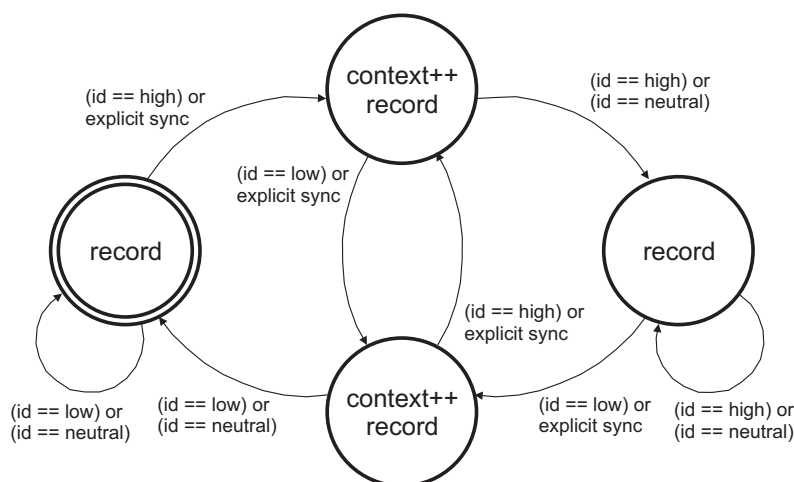 context++
record
(id == high) or
(id == neutral)
(id == high) or
explicit sync
(id == low) or
explicit sync
record
record
(id == high) or
explicit sync
context++
record
(id == low) or
(id == neutral)
(id == low) or
(id == neutral)
(id == low) or
explicit sync
(id == high) or
(id == neutral)